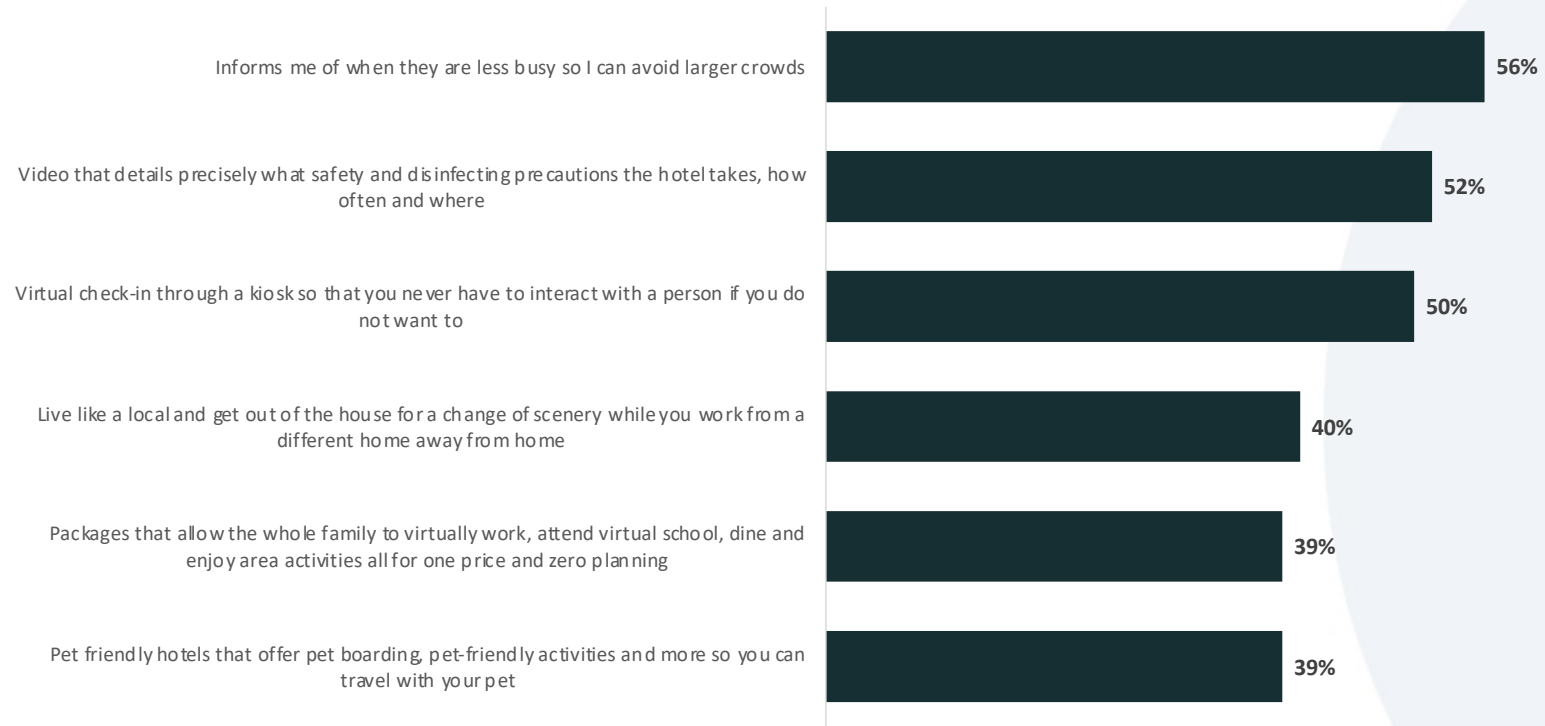 Informs me of when they are less busy so I can avoid larger crowds
56%
Video that details precisely what safety and disinfecting precautions the hotel takes, how
often and where
52%
Virtual check-in through a kiosk so that you never have to interact with a person if you do
not want to
50%
Live like a local and get out of the house for a change of scenery while you work from a
different home away from home
40%
Packages that allow the whole family to virtually work, attend virtual school, dine and
enjoy area activities all for one price and zero planning
39%
Pet friendly hotels that offer pet boarding, pet-friendly activities and more so you can
travel with your pet
39%